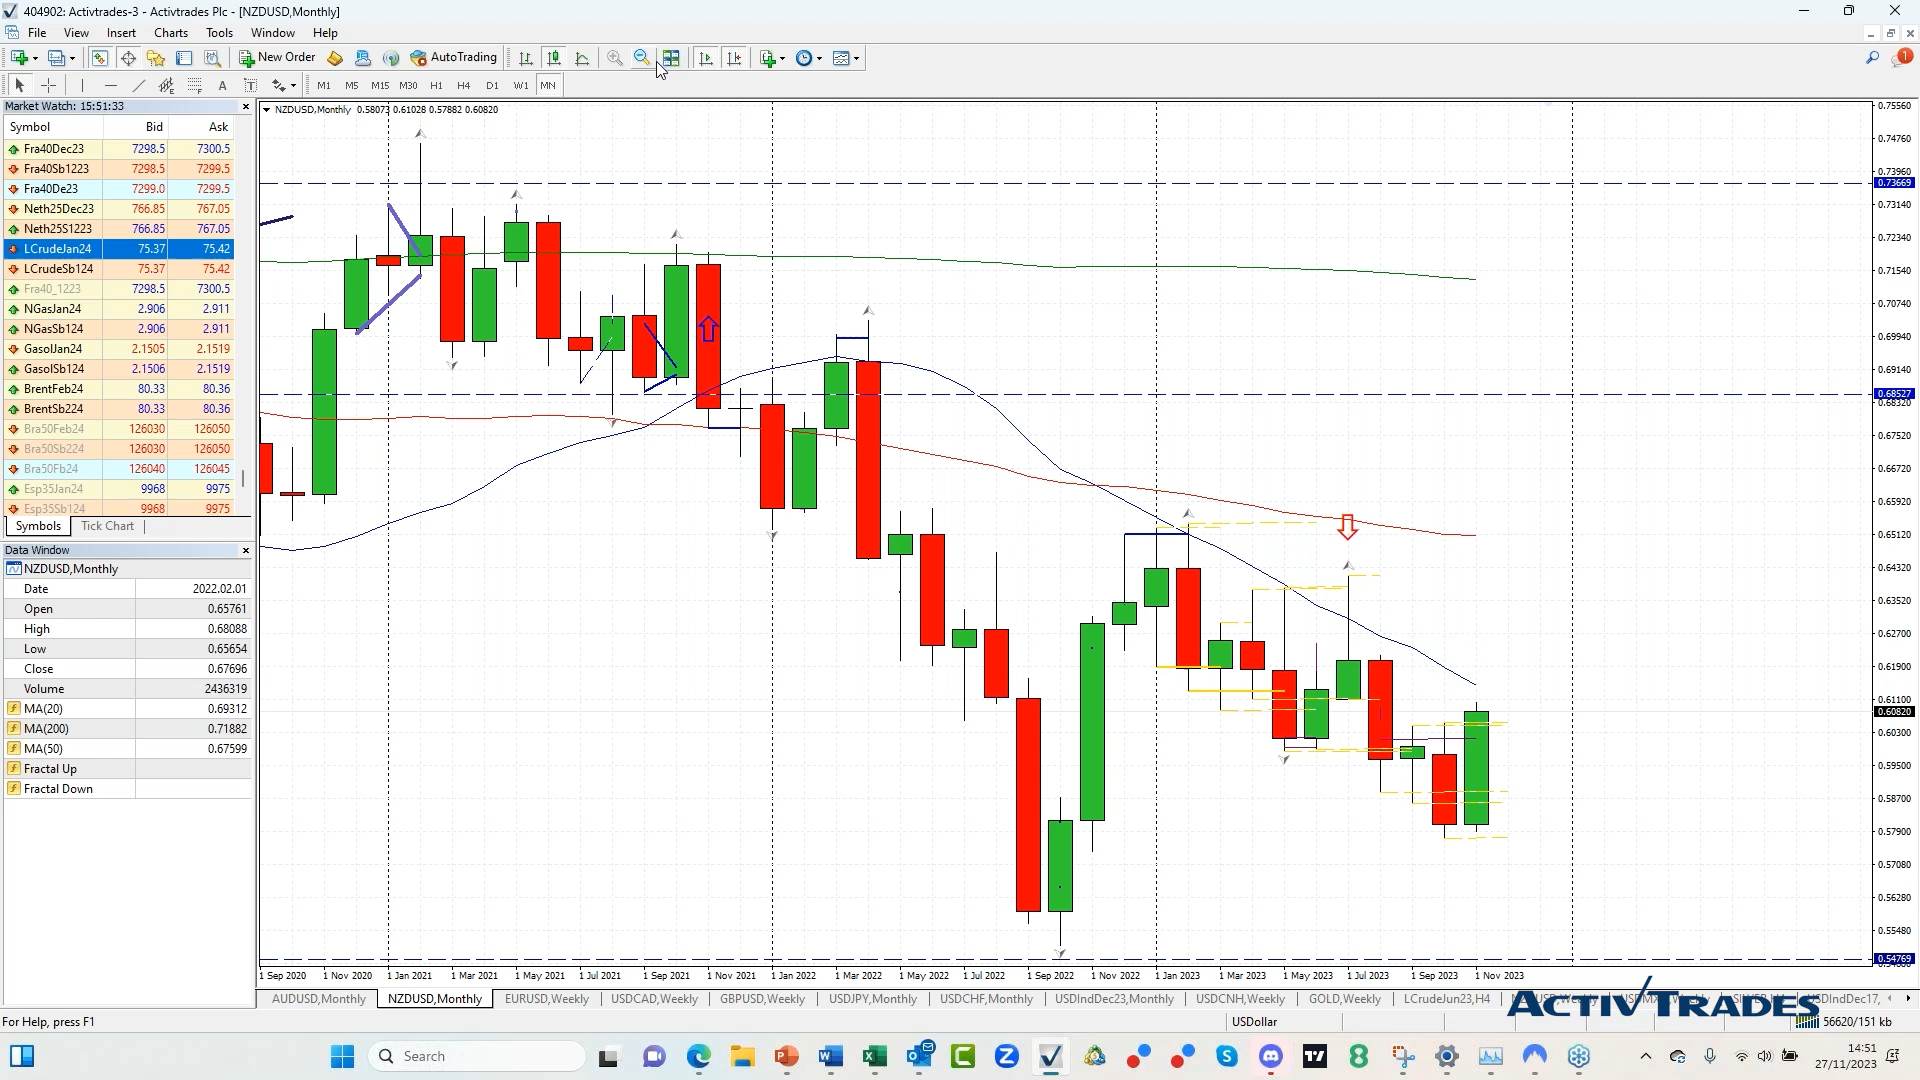 404902: Activtrades-3 - Activtrades Plc - [NZDUSD,Monthly]
File View Insert Charts Tools Window Help
New Order AutoTrading
A T M1 M5 M15 M30 H1 H4 D1 W1 MN
Market Watch: 15:51:33
Symbol Bid Ask
Fra40Dec23 7298.5 7300.5
Fra40Sb1223 7298.5 7299.5
Fra40De23 7299.0 7299.5
Neth25Dec23 766.85 767.05
Neth25S1223 766.85 767.05
LCrudeJan24 75.37 75.42
LCrudeSb124 75.37 75.42
Fra40_1223 7298.5 7300.5
NGasJan24 2.906 2.911
NGasSb124 2.906 2.911
GasolJan24 2.1505 2.1519
GasolSb124 2.1506 2.1519
BrentFeb24 80.33 80.36
BrentSb224 80.33 80.36
Bra50Feb24 126030 126050
Bra50Sb224 126030 126050
Bra50Fb24 126040 126045
Esp35Jan24 9968 9975
Esp35Sb124 9968 9975
Symbols Tick Chart
Data Window
NZDUSD,Monthly
Date 2022.02.01
Open 0.65761
High 0.68088
Low 0.65654
Close 0.67696
Volume 2436319
MA(20) 0.69312
MA(200) 0.71882
MA(50) 0.67599
Fractal Up
Fractal Down
NZDUSD,Monthly 0.58073 0.61028 0.57882 0.60820
0.75560
0.74760
0.73960
0.73669
0.73140
0.72340
0.71540
0.70740
0.69940
0.69140
0.68527
0.68320
0.67520
0.66720
0.65920
0.65120
0.64320
0.63520
0.62700
0.61900
0.61100
0.60820
0.60300
0.59500
0.58700
0.57900
0.57080
0.56280
0.55480
0.54769
1 Sep 2020 1 Nov 2020 1 Jan 2021 1 Mar 2021 1 May 2021 1 Jul 2021 1 Sep 2021 1 Nov 2021 1 Jan 2022 1 Mar 2022 1 May 2022 1 Jul 2022 1 Sep 2022 1 Nov 2022 1 Jan 2023 1 Mar 2023 1 May 2023 1 Jul 2023 1 Sep 2023 1 Nov 2023
AUDUSD,Monthly NZDUSD,Monthly EURUSD,Weekly USDCAD,Weekly GBPUSD,Weekly USDJPY,Monthly USDCHF,Monthly USDIndDec23,Monthly USDCNH,Weekly GOLD,Weekly LCrudeJun23,H4
ACTIVTRADES
For Help, press F1 USDollar 56620/151 kb
Search
14:51
27/11/2023